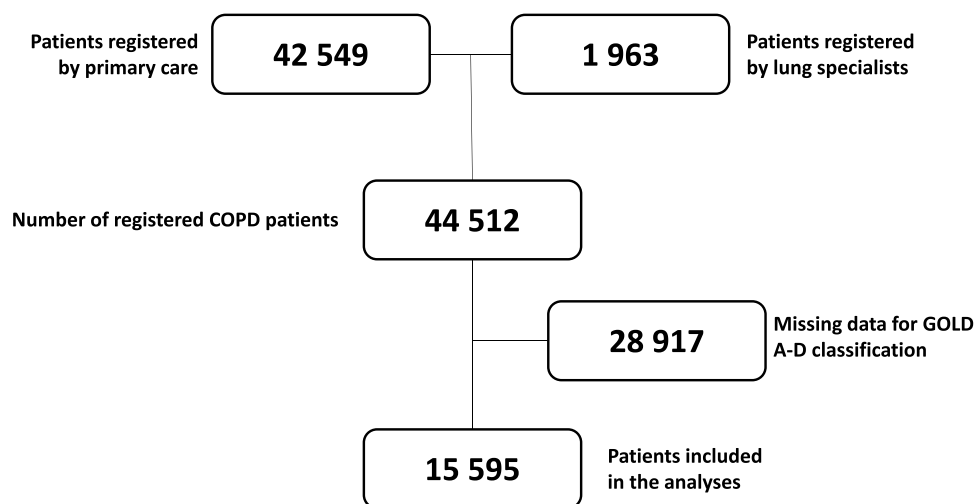 Patients registered
by primary care
42 549
1 963
Patients registered
by lung specialists
Number of registered COPD patients
44 512
28 917
Missing data for GOLD
A-D classification
15 595
Patients included
in the analyses